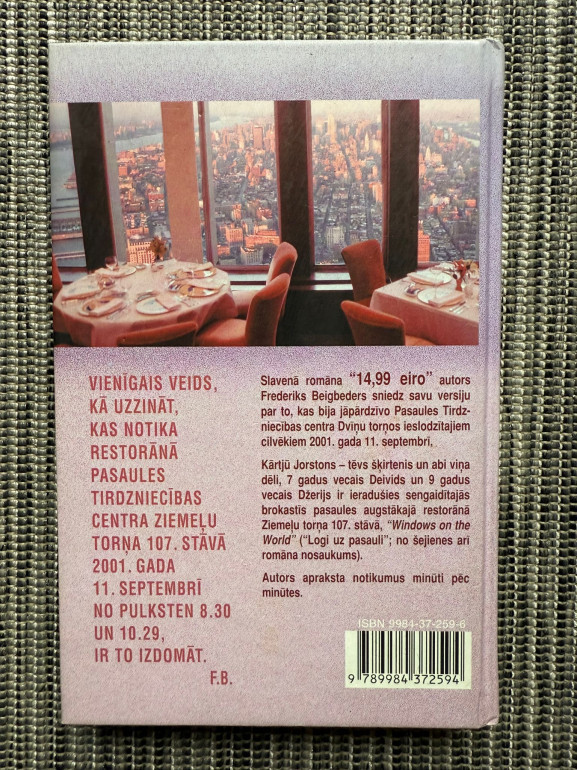 VIENĪGAIS VEIDS,
KĀ UZZINĀT,
KAS NOTIKA
RESTORĀNĀ
PASAULES
TIRDZNIECĪBAS
CENTRA ZIEMEĻU
TORŅA 107. STĀVĀ
2001. GADA
11. SEPTEMBRĪ
NO PULKSTEN 8.30
UN 10.29,
IR TO IZDOMĀT.
F.B.
Slavenā romāna "14,99 eiro" autors
Frederiks Beigbeders sniedz savu versiju
par to, kas bija jāpārdzīvo Pasaules Tirdz-
niecības centra Dvīņu torņos ieslodzītajiem
cilvēkiem 2001. gada 11. septembrī,
Kārtjū Jorstons – tēvs šķirtenis un abi viņa
dēli, 7 gadus vecais Deivids un 9 gadus
vecais Džerijs ir ieradušies sengaidītajās
brokastīs pasaules augstākajā restorānā
Ziemeļu torņa 107. stāvā, "Windows on the
World" ("Logi uz pasauli"; no šejienes arī
romāna nosaukums).
Autors apraksta notikumus minūti pēc
minūtes.
ISBN 9984-37-259-6
9 789984 372594